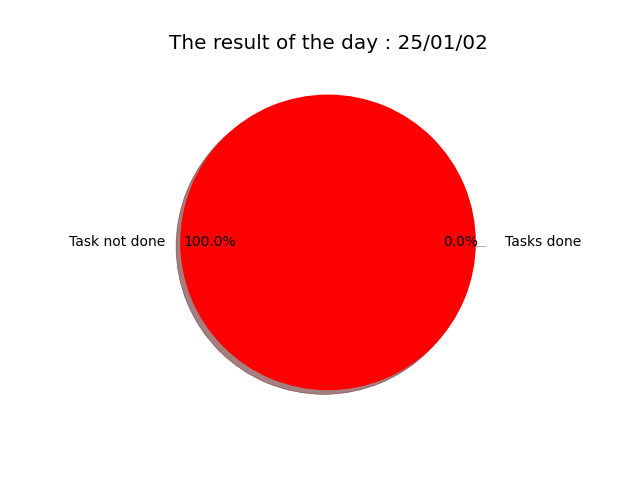 The result of the day : 25/01/02
Task not done 100.0% 0.0% Tasks done